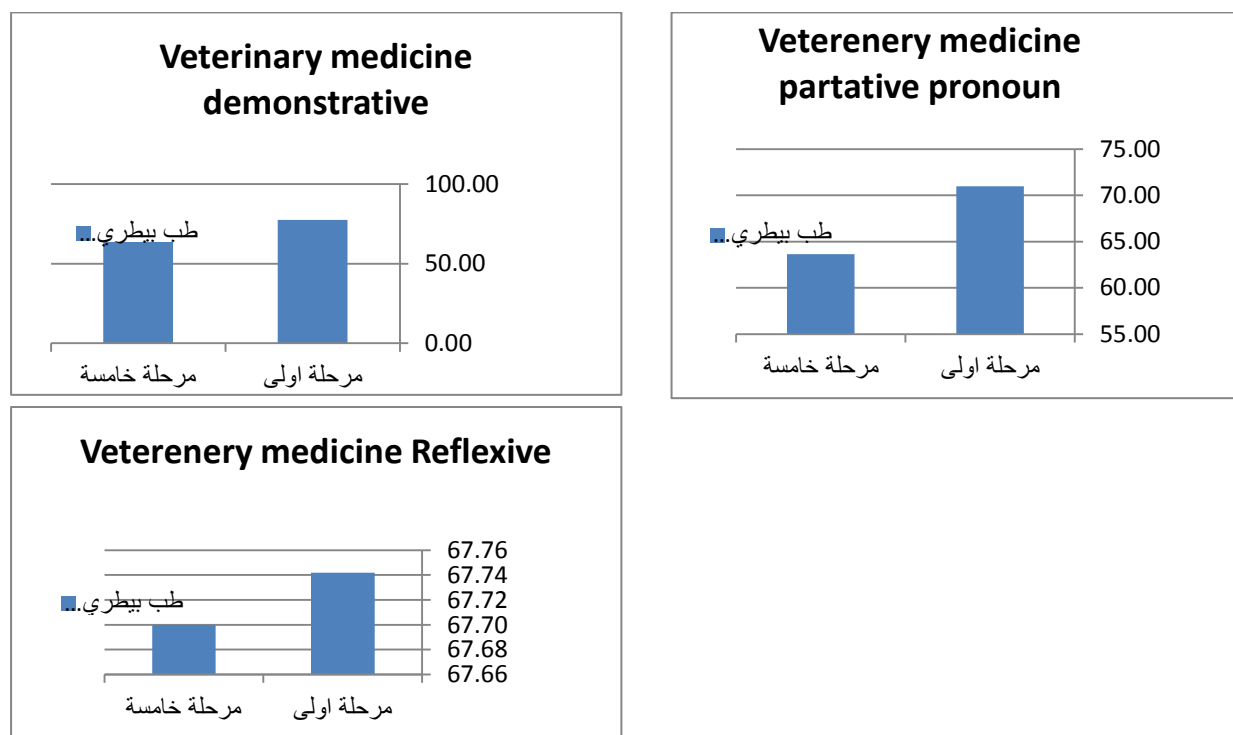 Veterinary medicine
demonstrative
100.00
50.00
0.00
طب بيطري...
مرحلة اولى
مرحلة خامسة
Veterenery medicine
partative pronoun
75.00
70.00
65.00
60.00
55.00
طب بيطري...
مرحلة اولى
مرحلة خامسة
Veterenery medicine Reflexive
67.76
67.74
67.72
67.70
67.68
67.66
طب بيطري...
مرحلة اولى
مرحلة خامسة